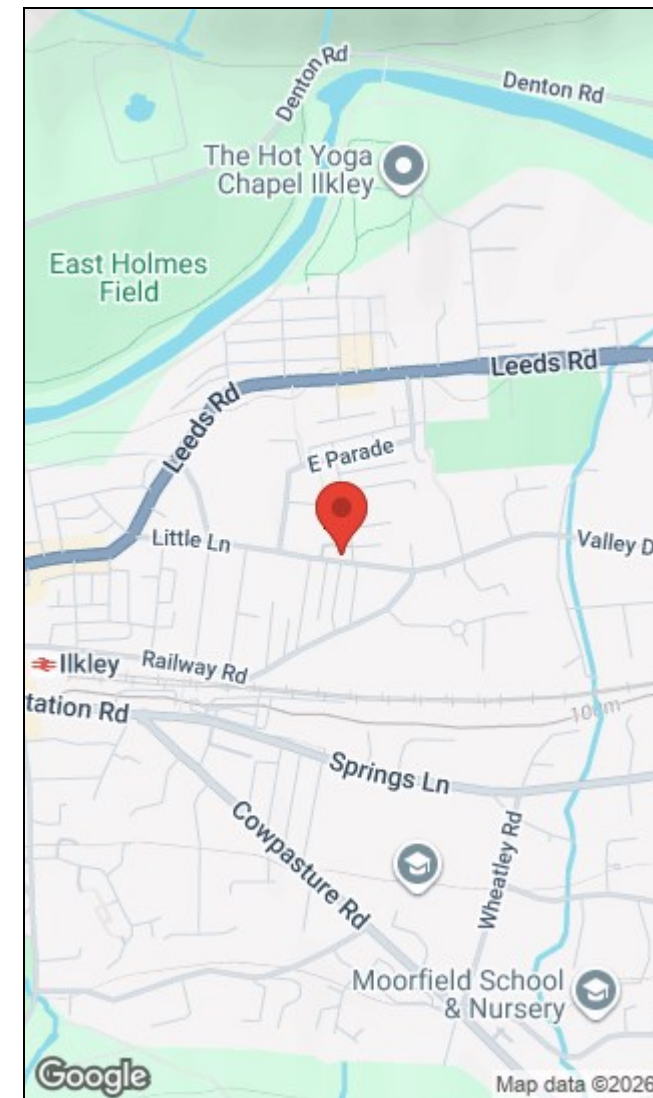 Denton Rd
Denton Rd
The Hot Yoga
Chapel Ilkley
East Holmes
Field
Leeds Rd
Leeds Rd
E Parade
Little Ln
Valley D
Ilkley
Railway Rd
tation Rd
100m
Springs Ln
Cowpasture Rd
Wheatley Rd
Moorfield School
& Nursery
Google
Map data ©2026